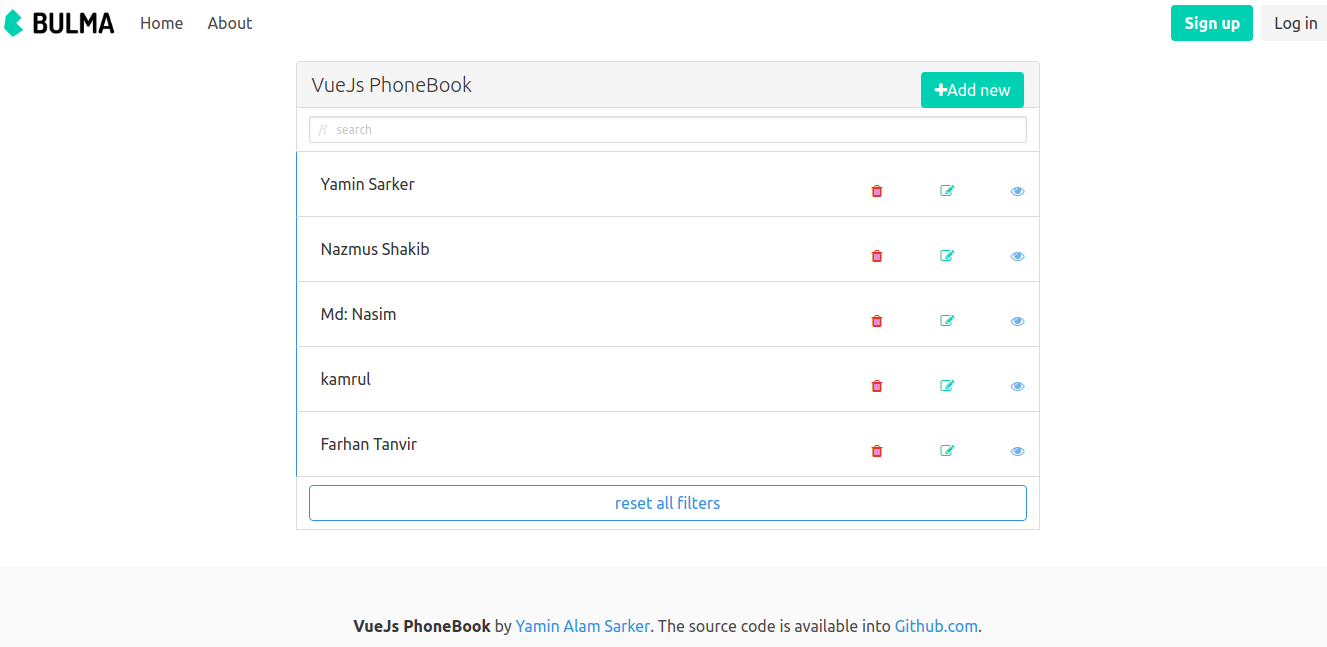 BULMA Home About Sign up Log in
VueJs PhoneBook Add new
search
Yamin Sarker
Nazmus Shakib
Md: Nasim
kamrul
Farhan Tanvir
reset all filters
VueJs PhoneBook by Yamin Alam Sarker. The source code is available into Github.com.